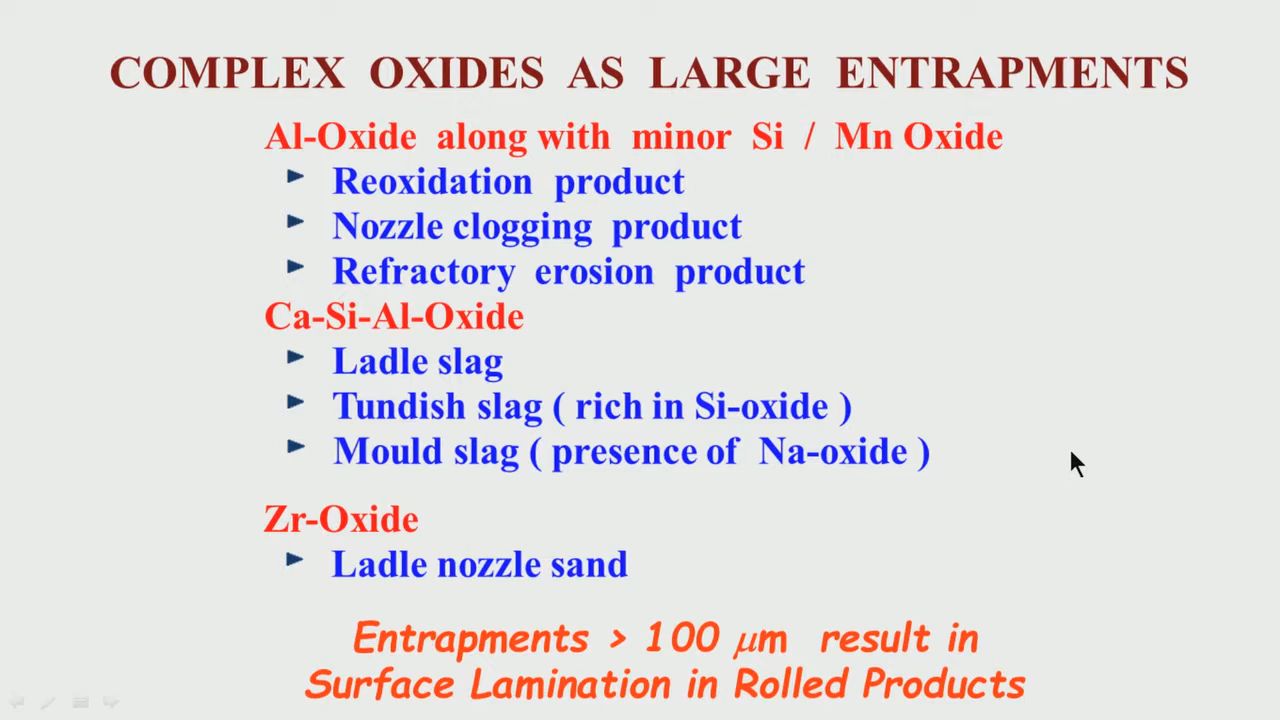 COMPLEX OXIDES AS LARGE ENTRAPMENTS
Al-Oxide along with minor Si / Mn Oxide
Reoxidation product
Nozzle clogging product
Refractory erosion product
Ca-Si-Al-Oxide
Ladle slag
Tundish slag ( rich in Si-oxide )
Mould slag ( presence of Na-oxide )
Zr-Oxide
Ladle nozzle sand
Entrapments > 100 μm result in
Surface Lamination in Rolled Products